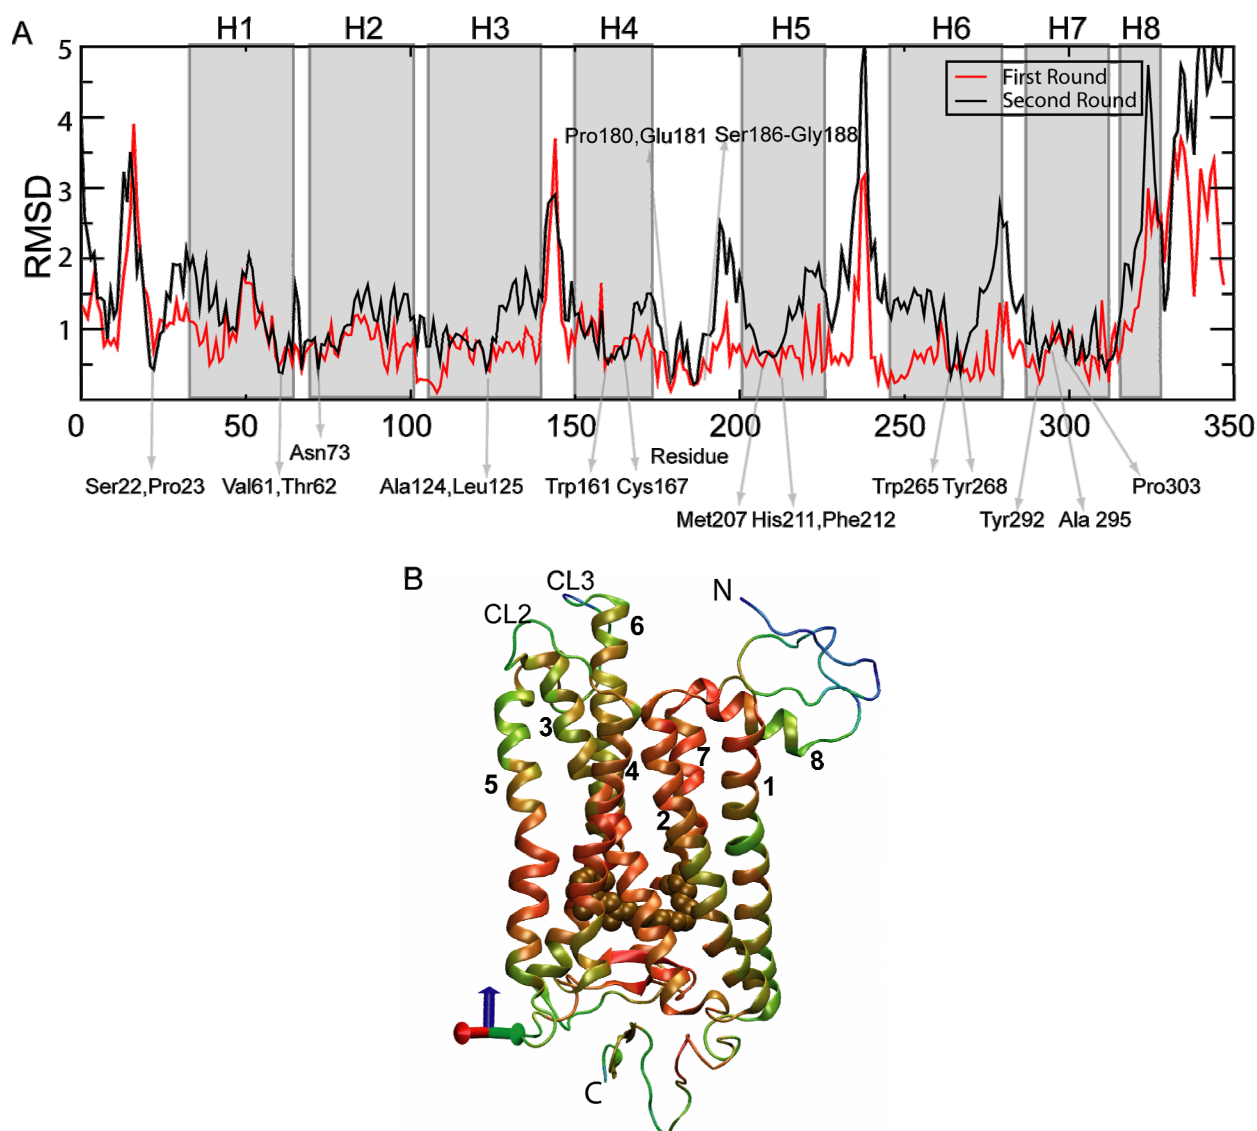 A
H1 H2 H3 H4 H5 H6 H7 H8
RMSD
5
4
3
2
1
First Round
Second Round
Pro180,Glu181 Ser186-Gly188
0 50 100 150 200 250 300 350
Residue
Asn73
Ser22,Pro23 Val61,Thr62 Ala124,Leu125 Trp161 Cys167 Trp265 Tyr268 Pro303
Met207 His211,Phe212 Tyr292 Ala 295
B
CL3
N
CL2
6
3
7
4
8
5
1
2
C